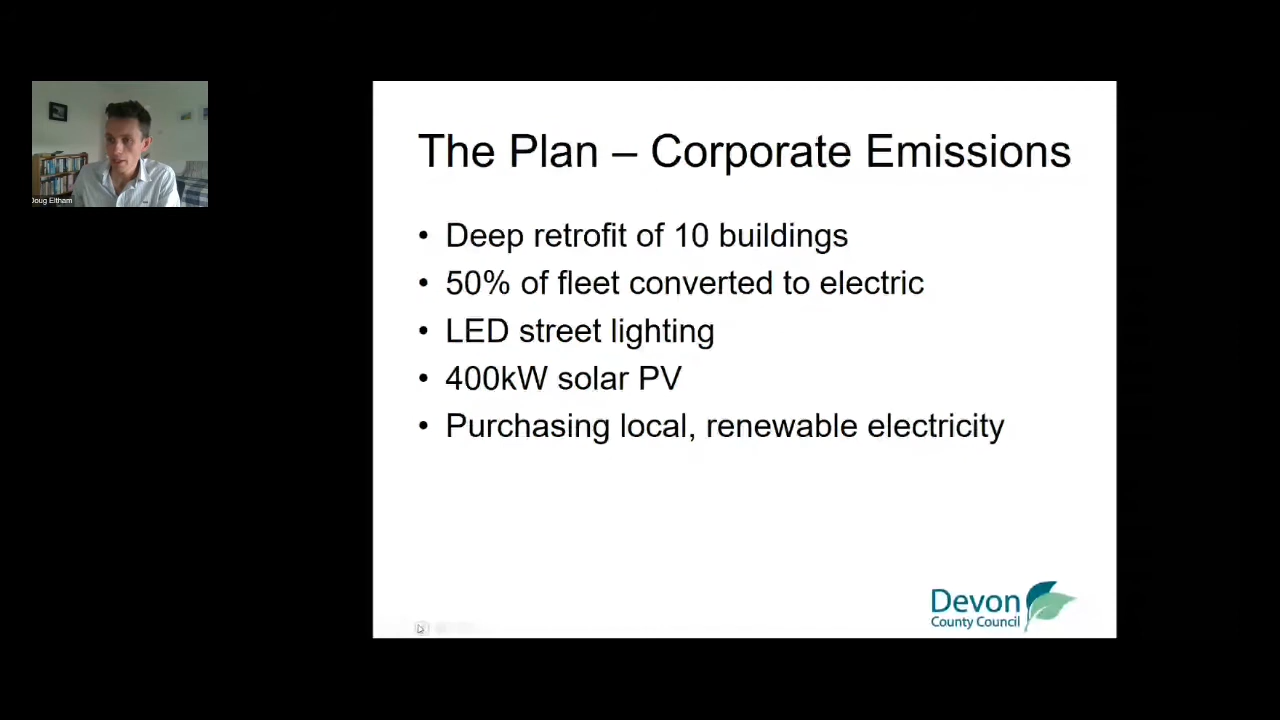 Doug Eltham
The Plan – Corporate Emissions
• Deep retrofit of 10 buildings
• 50% of fleet converted to electric
• LED street lighting
• 400kW solar PV
• Purchasing local, renewable electricity
Devon
County Council